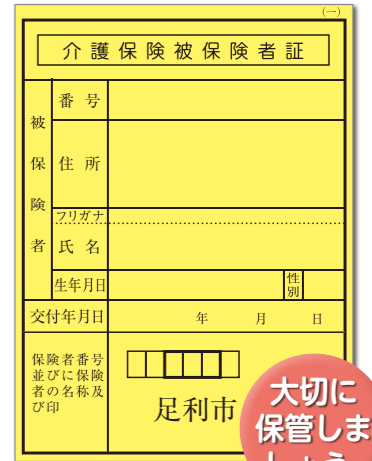 (一)
介護保険被保険者証
被保険者
番号
住所
フリガナ
氏名
生年月日
性別
交付年月日
年 月 日
保険者番号
並びに保険
者の名称及
び印
足利市
大切に
保管しま
しょう